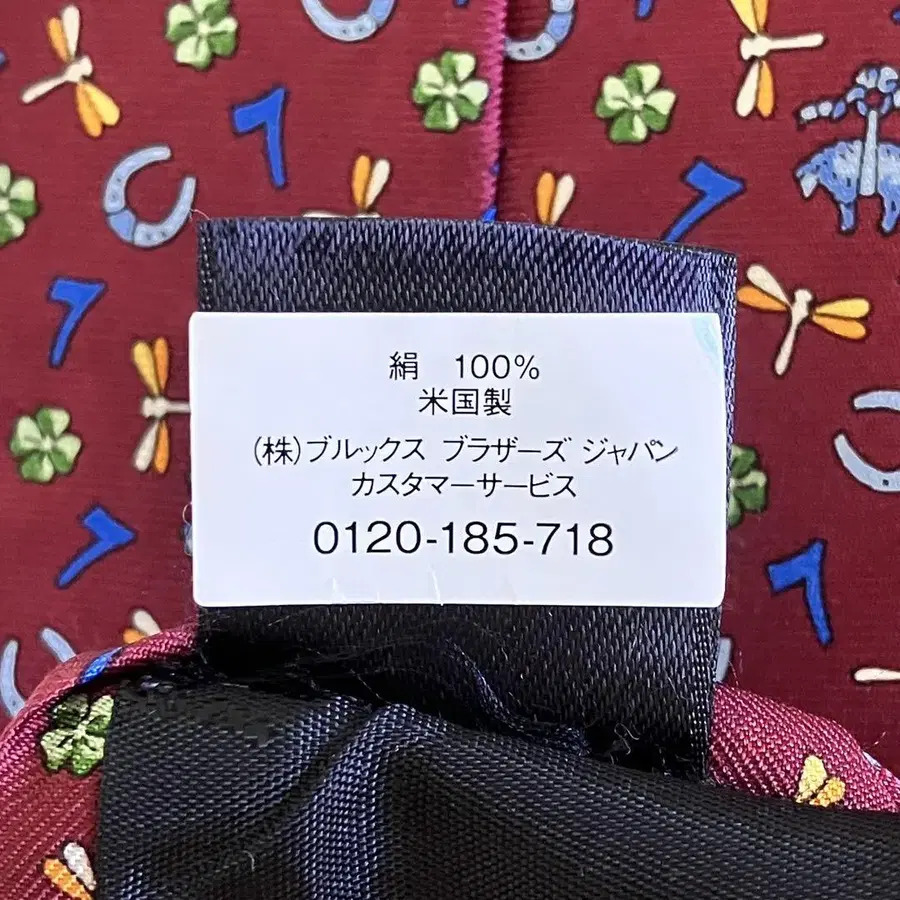 絹　100%
米国製
(株)ブルックス ブラザーズ ジャパン
カスタマーサービス
0120-185-718